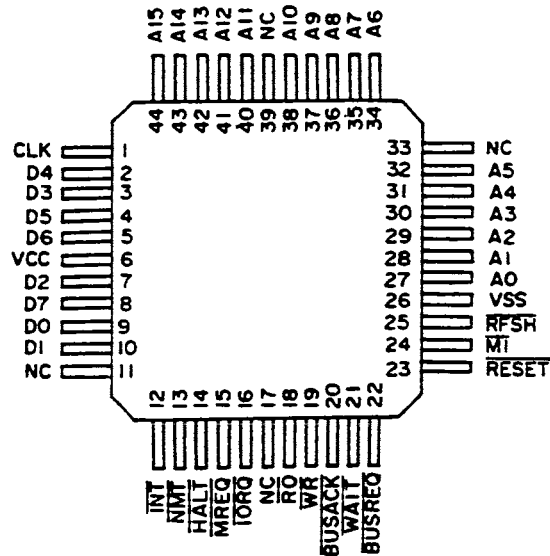 A15 A14 A13 A12 A11 NC A10 A9 A8 A7 A6
44 43 42 41 40 39 38 37 36 35 34
CLK 1
D4 2
D3 3
D5 4
D6 5
VCC 6
D2 7
D7 8
D0 9
D1 10
NC 11
33 NC
32 A5
31 A4
30 A3
29 A2
28 A1
27 A0
26 VSS
25 RFSH
24 M1
23 RESET
12 13 14 15 16 17 18 19 20 21 22
INT NMT HALT MREQ IORQ NC RO WR BUSACK WAIT BUSREQ